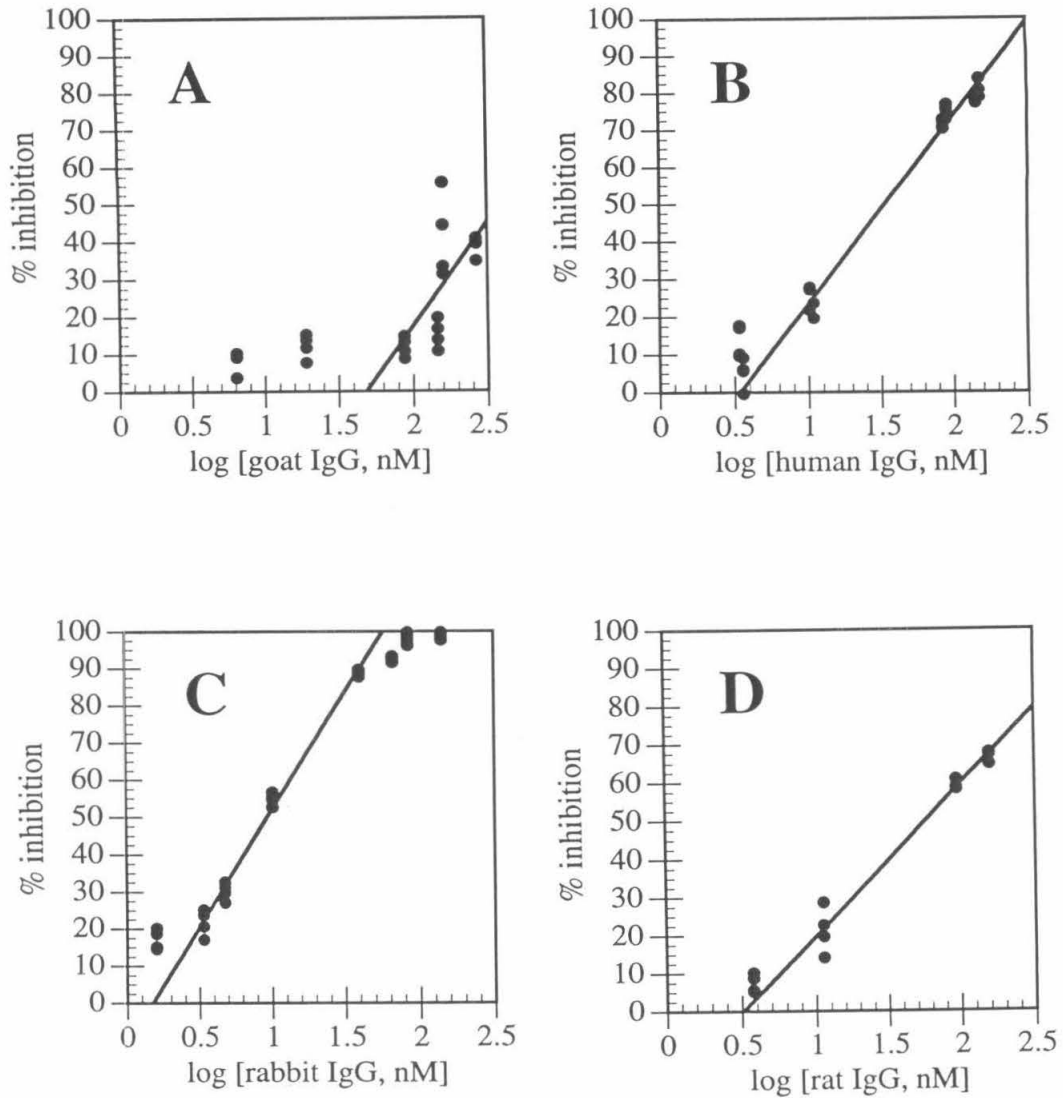 100
90
80
70
60
50
40
30
20
10
0
% inhibition
A
0 0.5 1 1.5 2 2.5
log [goat IgG, nM]
100
90
80
70
60
50
40
30
20
10
0
% inhibition
B
0 0.5 1 1.5 2 2.5
log [human IgG, nM]
100
90
80
70
60
50
40
30
20
10
0
% inhibition
C
0 0.5 1 1.5 2 2.5
log [rabbit IgG, nM]
100
90
80
70
60
50
40
30
20
10
0
% inhibition
D
0 0.5 1 1.5 2 2.5
log [rat IgG, nM]